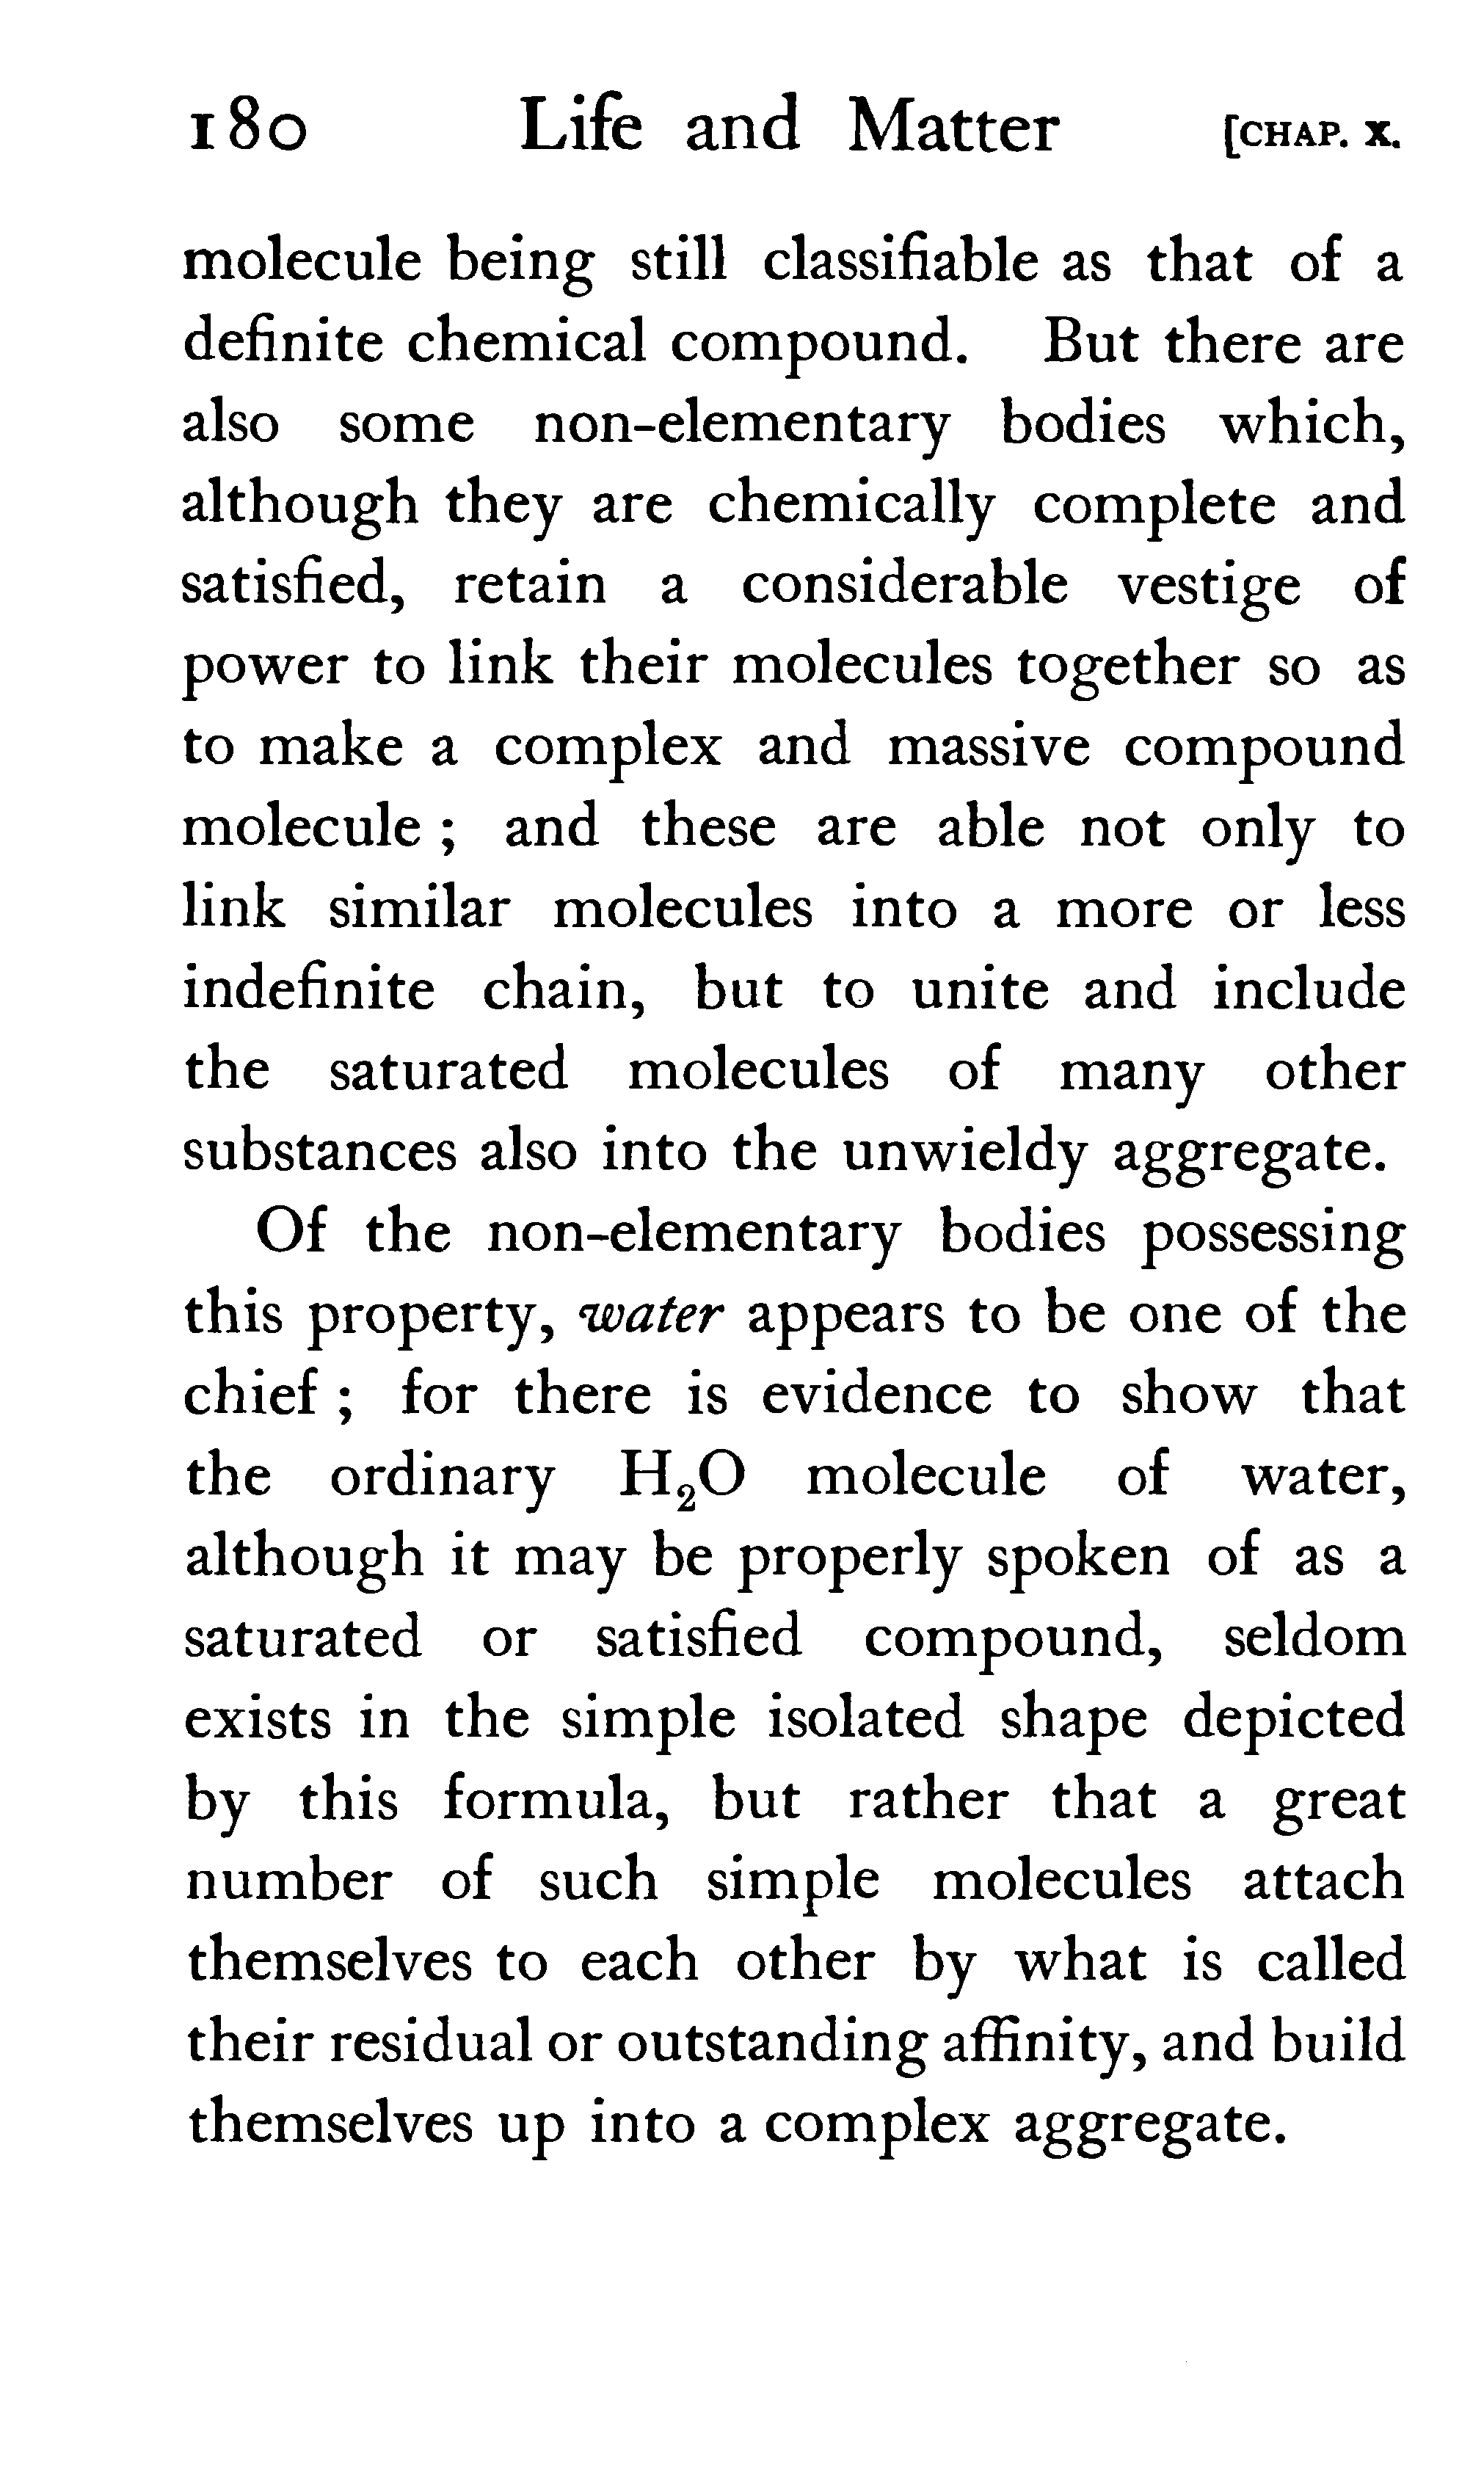 180 Life and Matter [CHAP. X.
molecule being still classifiable as that of a
definite chemical compound. But there are
also some non-elementary bodies which,
although they are chemically complete and
satisfied, retain a considerable vestige of
power to link their molecules together so as
to make a complex and massive compound
molecule ; and these are able not only to
link similar molecules into a more or less
indefinite chain, but to unite and include
the saturated molecules of many other
substances also into the unwieldy aggregate.
Of the non-elementary bodies possessing
this property, water appears to be one of the
chief ; for there is evidence to show that
the ordinary H₂O molecule of water,
although it may be properly spoken of as a
saturated or satisfied compound, seldom
exists in the simple isolated shape depicted
by this formula, but rather that a great
number of such simple molecules attach
themselves to each other by what is called
their residual or outstanding affinity, and build
themselves up into a complex aggregate.